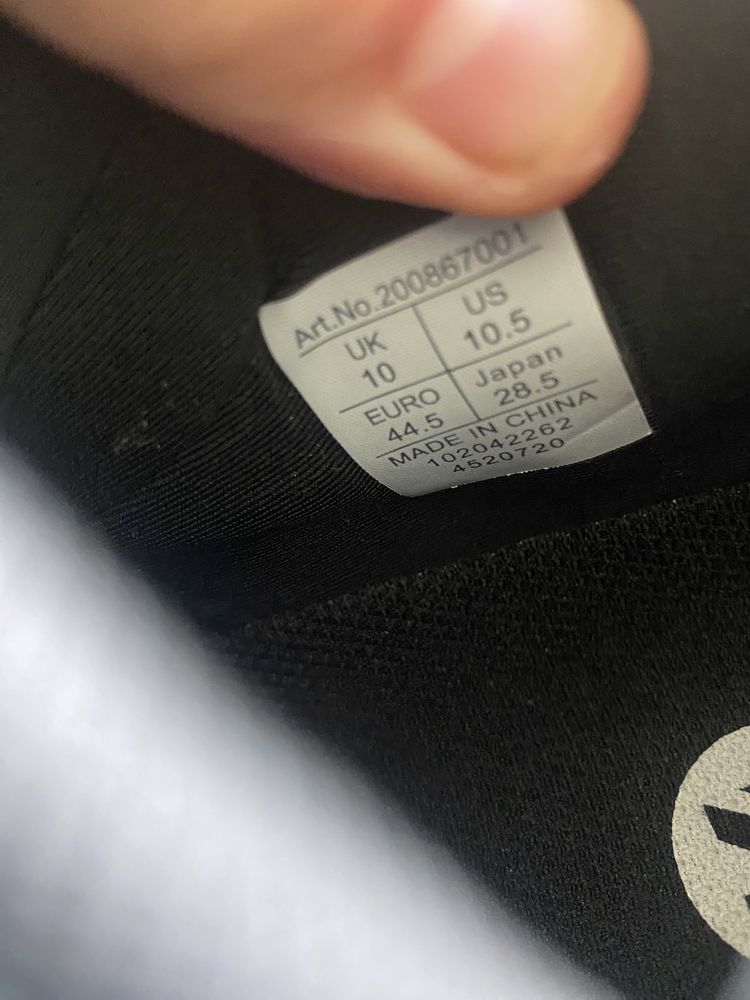 Art.No.200867001
UK US
10 10.5
EURO Japan
44.5 28.5
MADE IN CHINA
102042262
4520720